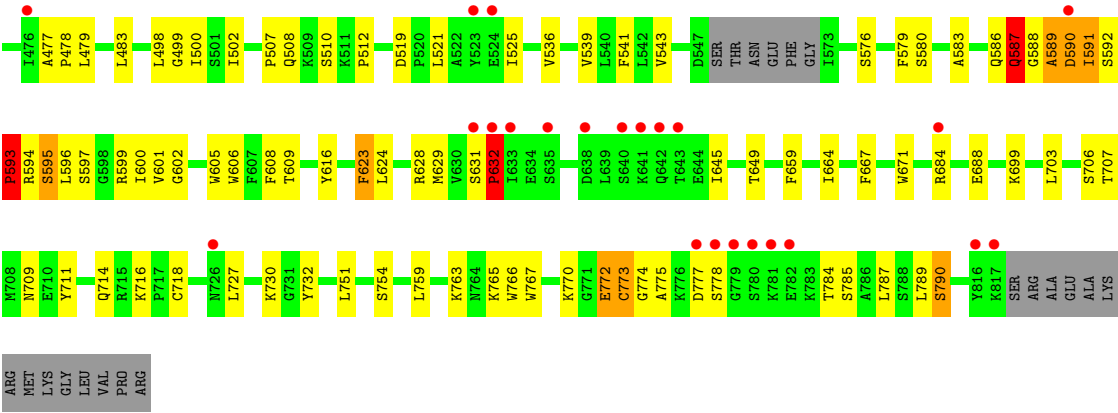 I476 A477 P478 L479 L483 L498 G499 I500 S501 I502 P507 Q508 K509 S510 K511 P512 D519 P520 L521 A522 Y523 E524 I525 V536 V539 L540 F541 L542 V543 D547 SER THR ASN GLU PHE GLY I573 S576 F579 S580 A583 Q586 Q587 G588 A589 D590 I591 S592
P593 R594 S595 L596 S597 G598 R599 I600 V601 G602 W605 W606 F607 F608 T609 Y616 F623 L624 R628 M629 V630 S631 P632 I633 E634 S635 D638 L639 S640 K641 Q642 T643 E644 I645 T649 F659 I664 F667 W671 R684 E688 K699 L703 S706 T707
M708 N709 E710 Y711 Q714 R715 K716 P717 C718 N726 L727 K730 G731 Y732 L751 S754 L759 K763 N764 K765 W766 W767 K770 G771 E772 C773 G774 A775 K776 D777 S778 G779 S780 K781 E782 K783 T784 S785 A786 L787 S788 L789 S790 Y816 K817 SER ARG ALA GLU ALA LYS
ARG MET LYS GLY LEU VAL PRO ARG